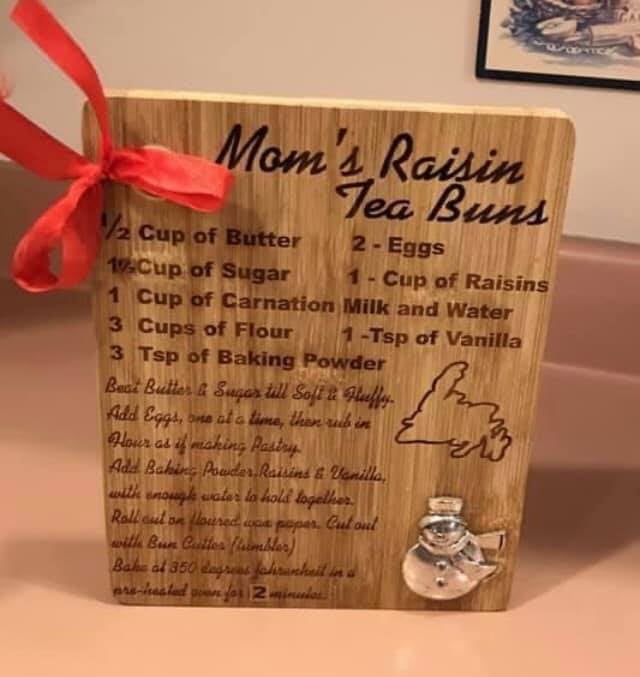 Mom's Raisin
Tea Buns
1/2 Cup of Butter 2 - Eggs
Cup of Sugar 1 - Cup of Raisins
1 Cup of Carnation Milk and Water
3 Cups of Flour 1 -Tsp of Vanilla
3 Tsp of Baking Powder
Beat Butter & Sugar till Soft & Fluffy.
Add Eggs, one at a time, then rub in
Flour as if making Pastry.
Add Baking Powder, Raisins & Vanilla,
with enough water to hold together.
Roll out on floured wax paper. Cut out
with Bun Cutter (tumbler)
Bake at 350 degrees fahrenheit in a
pre-heated oven for 2 minutes.